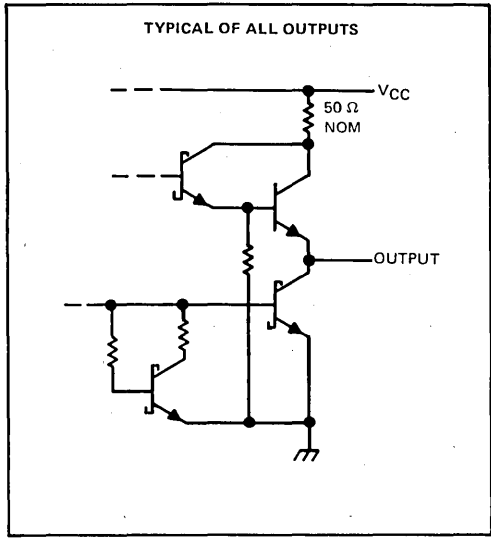 TYPICAL OF ALL OUTPUTS
VCC
50 Ω
NOM
OUTPUT